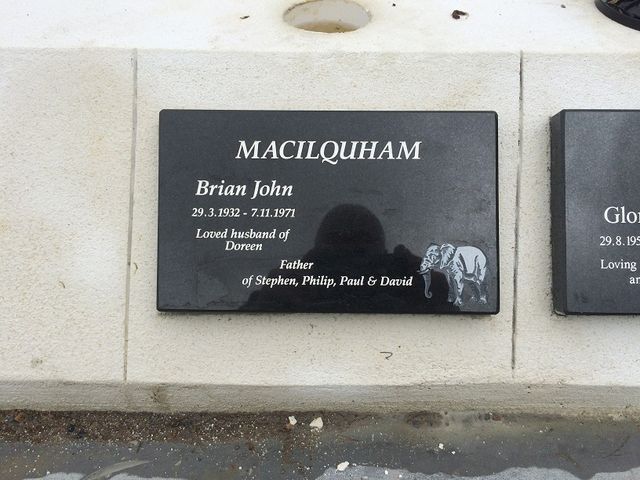 MACILQUHAM
Brian John
29.3.1932 - 7.11.1971
Loved husband of
Doreen
Father
of Stephen, Philip, Paul & David
Loving